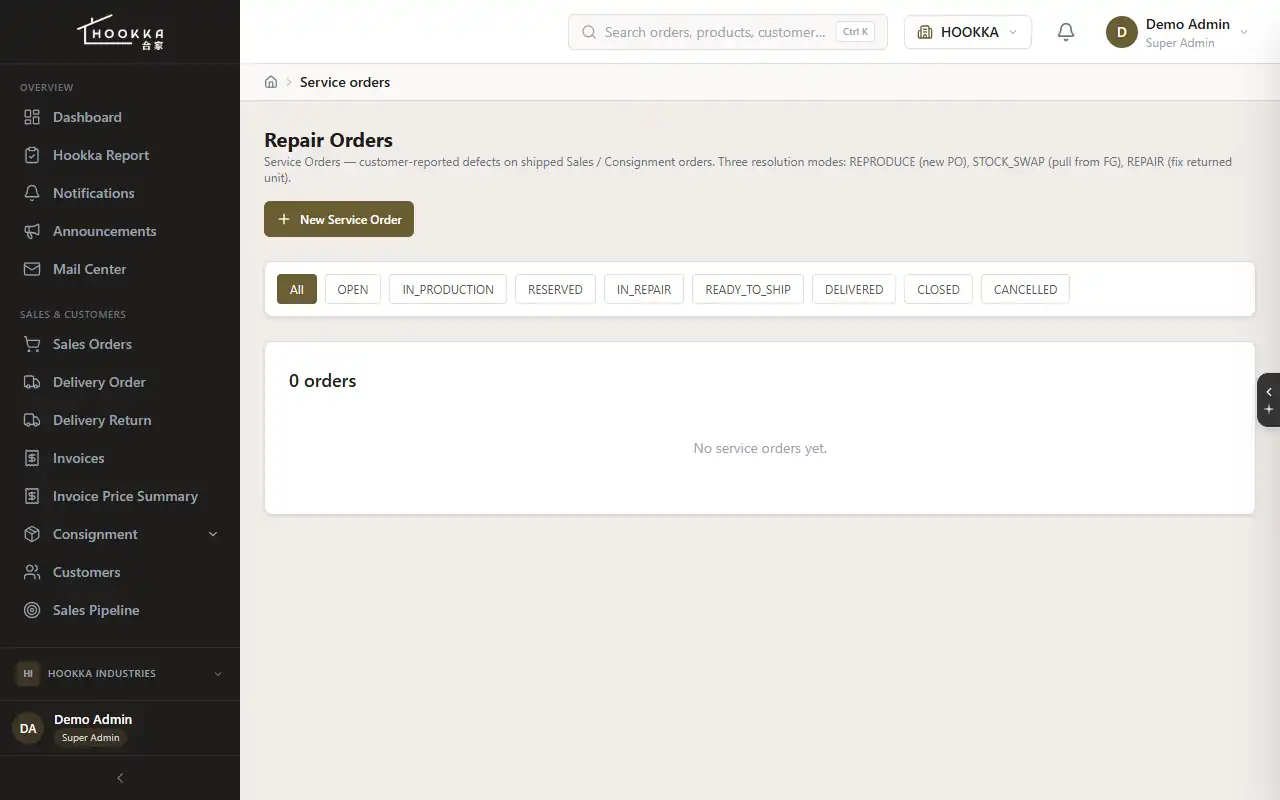 HOOKKA
合家
OVERVIEW
Dashboard
Hookka Report
Notifications
Announcements
Mail Center
SALES & CUSTOMERS
Sales Orders
Delivery Order
Delivery Return
Invoices
Invoice Price Summary
Consignment
Customers
Sales Pipeline
HI HOOKKA INDUSTRIES
DA Demo Admin
Super Admin
Search orders, products, customer... Ctrl K
HOOKKA
D Demo Admin
Super Admin
Service orders
Repair Orders
Service Orders — customer-reported defects on shipped Sales / Consignment orders. Three resolution modes: REPRODUCE (new PO), STOCK_SWAP (pull from FG), REPAIR (fix returned
unit).
New Service Order
All OPEN IN_PRODUCTION RESERVED IN_REPAIR READY_TO_SHIP DELIVERED CLOSED CANCELLED
0 orders
No service orders yet.